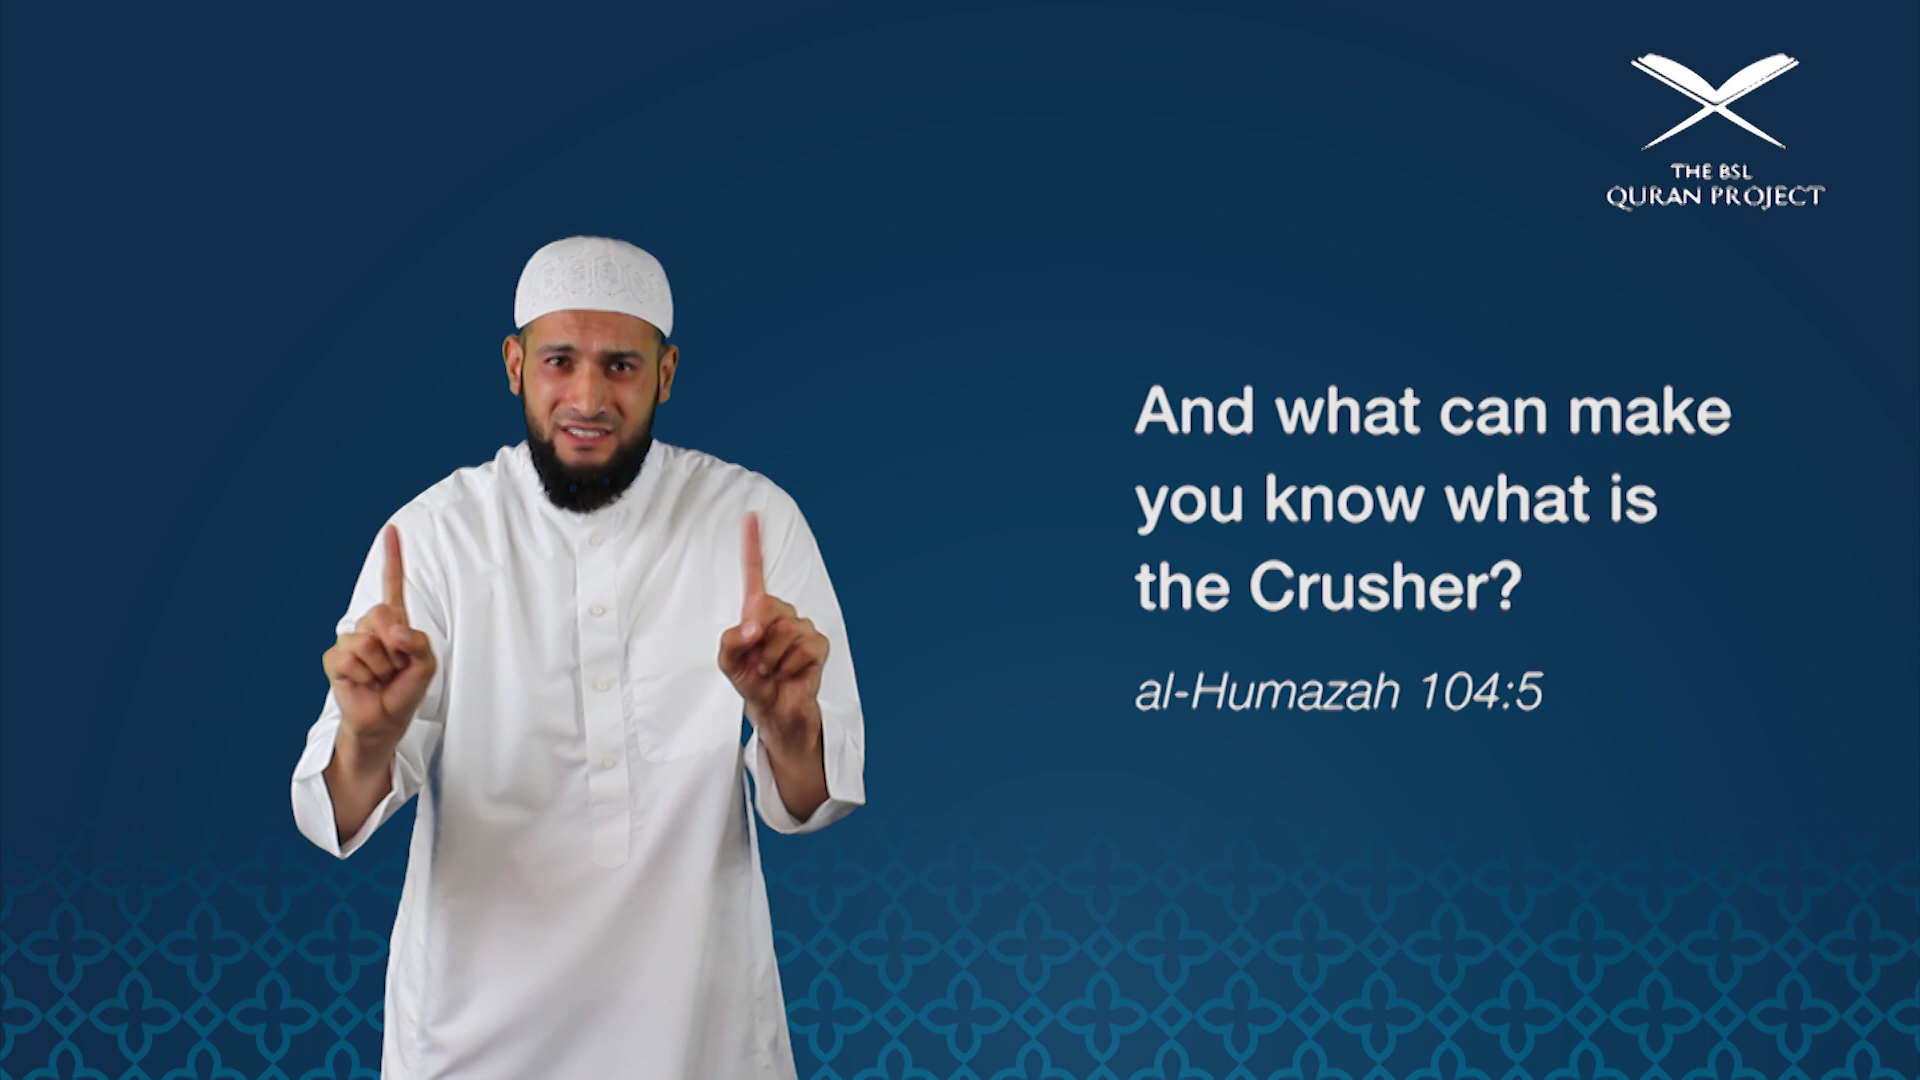 THE BSL
QURAN PROJECT
And what can make
you know what is
the Crusher?
al-Humazah 104:5